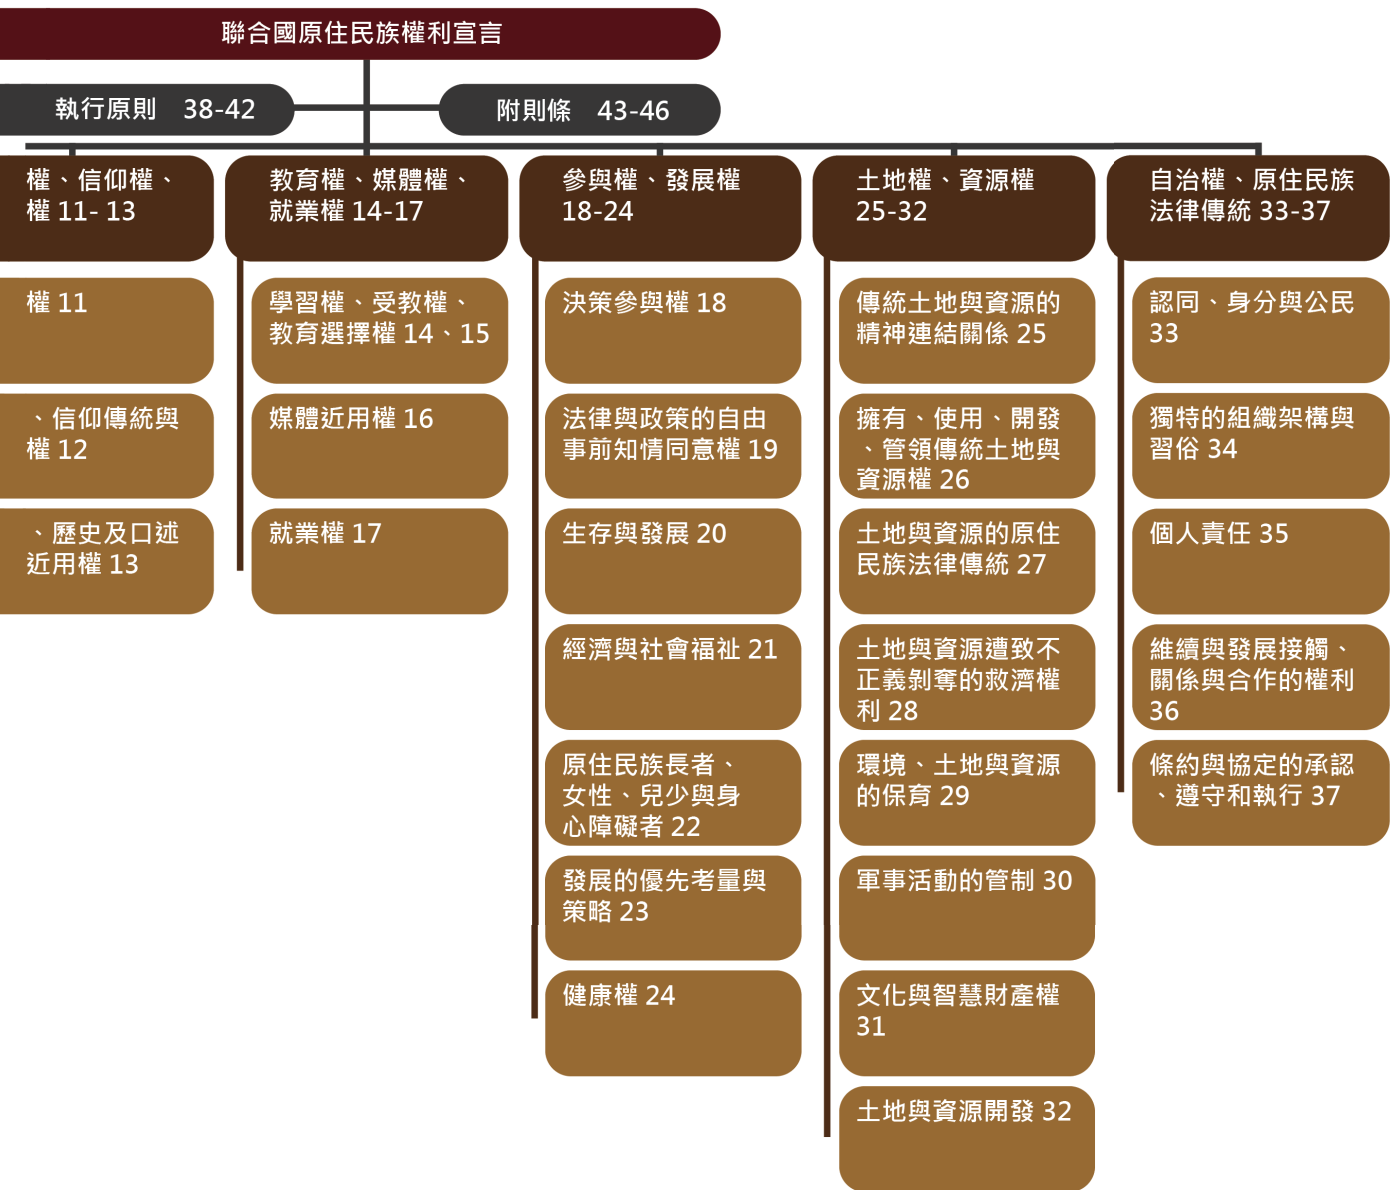 聯合國原住民族權利宣言
執行原則 38-42
附則條 43-46
權、信仰權、
權 11- 13
權 11
、信仰傳統與
權 12
、歷史及口述
近用權 13
教育權、媒體權、
就業權 14-17
學習權、受教權、
教育選擇權 14、15
媒體近用權 16
就業權 17
參與權、發展權
18-24
決策參與權 18
法律與政策的自由
事前知情同意權 19
生存與發展 20
經濟與社會福祉 21
原住民族長者、
女性、兒少與身
心障礙者 22
發展的優先考量與
策略 23
健康權 24
土地權、資源權
25-32
傳統土地與資源的
精神連結關係 25
擁有、使用、開發
、管領傳統土地與
資源權 26
土地與資源的原住
民族法律傳統 27
土地與資源遭致不
正義剝奪的救濟權
利 28
環境、土地與資源
的保育 29
軍事活動的管制 30
文化與智慧財產權
31
土地與資源開發 32
自治權、原住民族
法律傳統 33-37
認同、身分與公民
33
獨特的組織架構與
習俗 34
個人責任 35
維續與發展接觸、
關係與合作的權利
36
條約與協定的承認
、遵守和執行 37